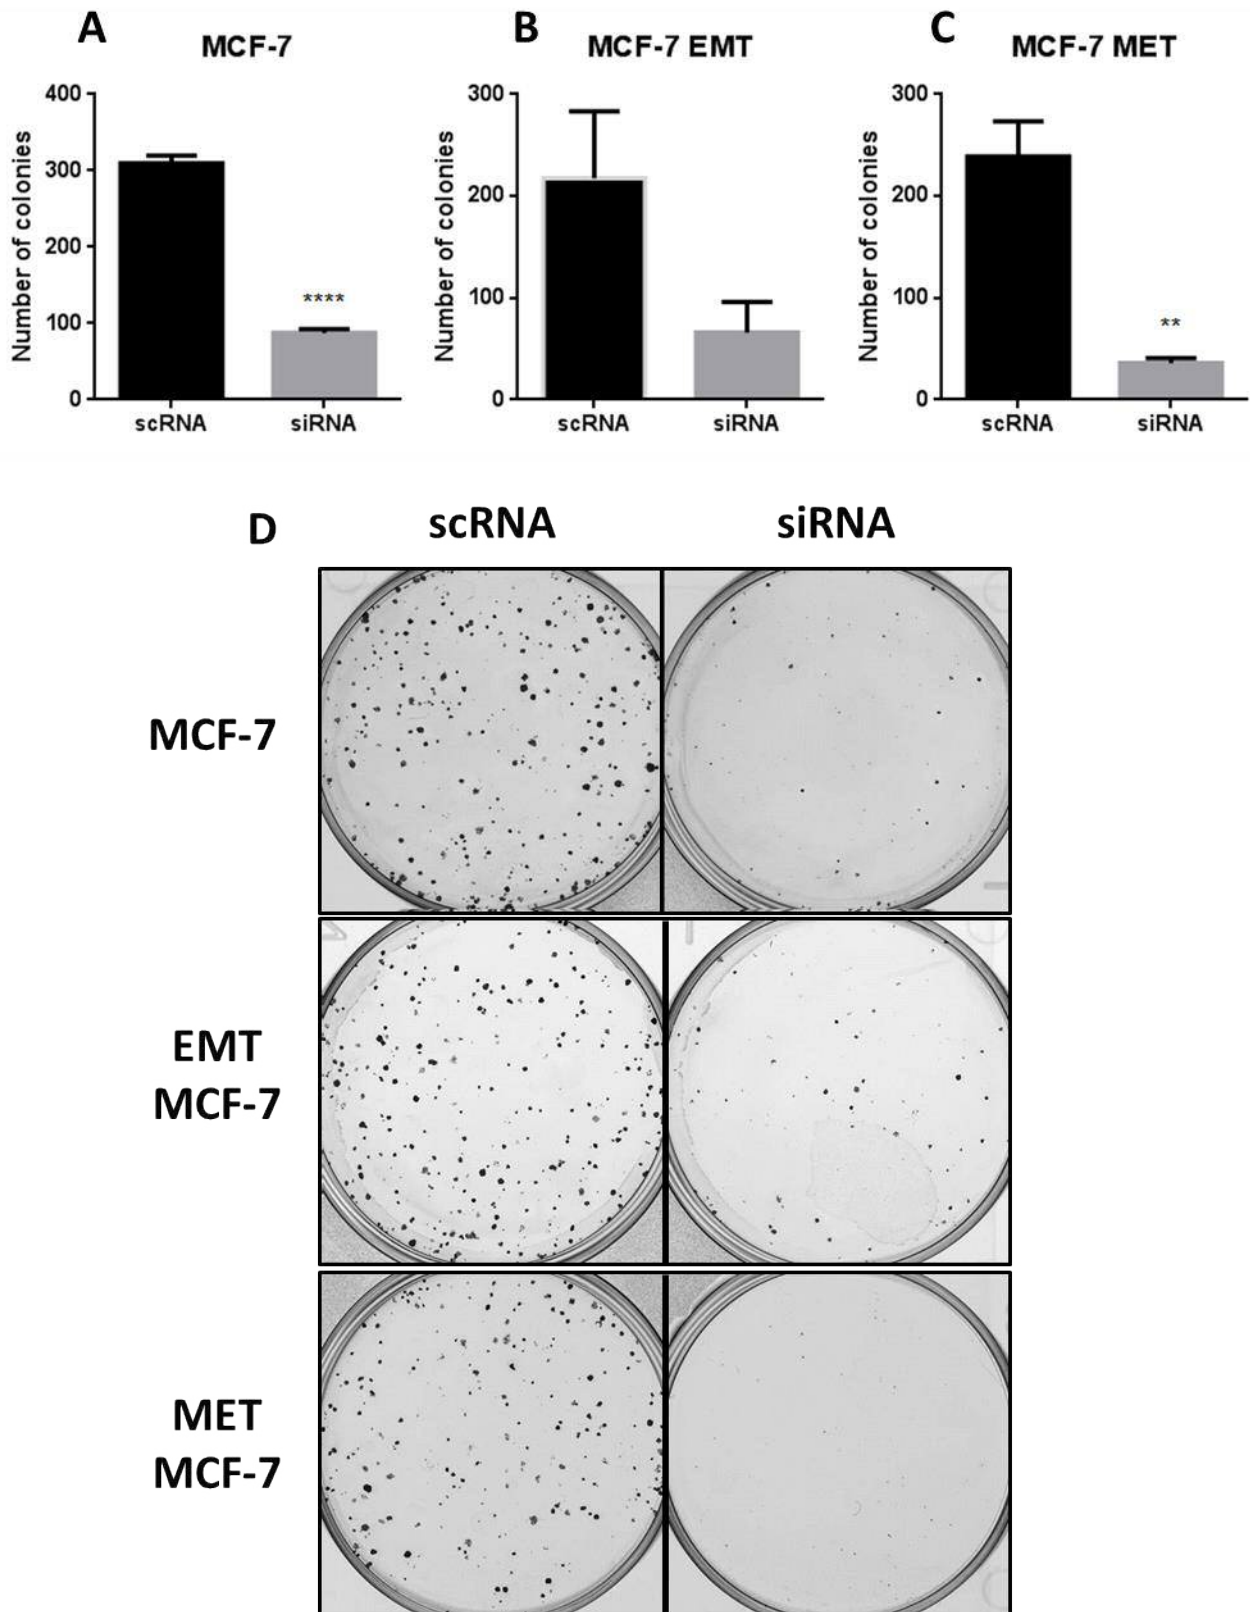 A
MCF-7
Number of colonies
400
300
200
100
0
****
scRNA
siRNA
B
MCF-7 EMT
Number of colonies
300
200
100
0
scRNA
siRNA
C
MCF-7 MET
Number of colonies
300
200
100
0
**
scRNA
siRNA
D
scRNA
siRNA
MCF-7
EMT
MCF-7
MET
MCF-7